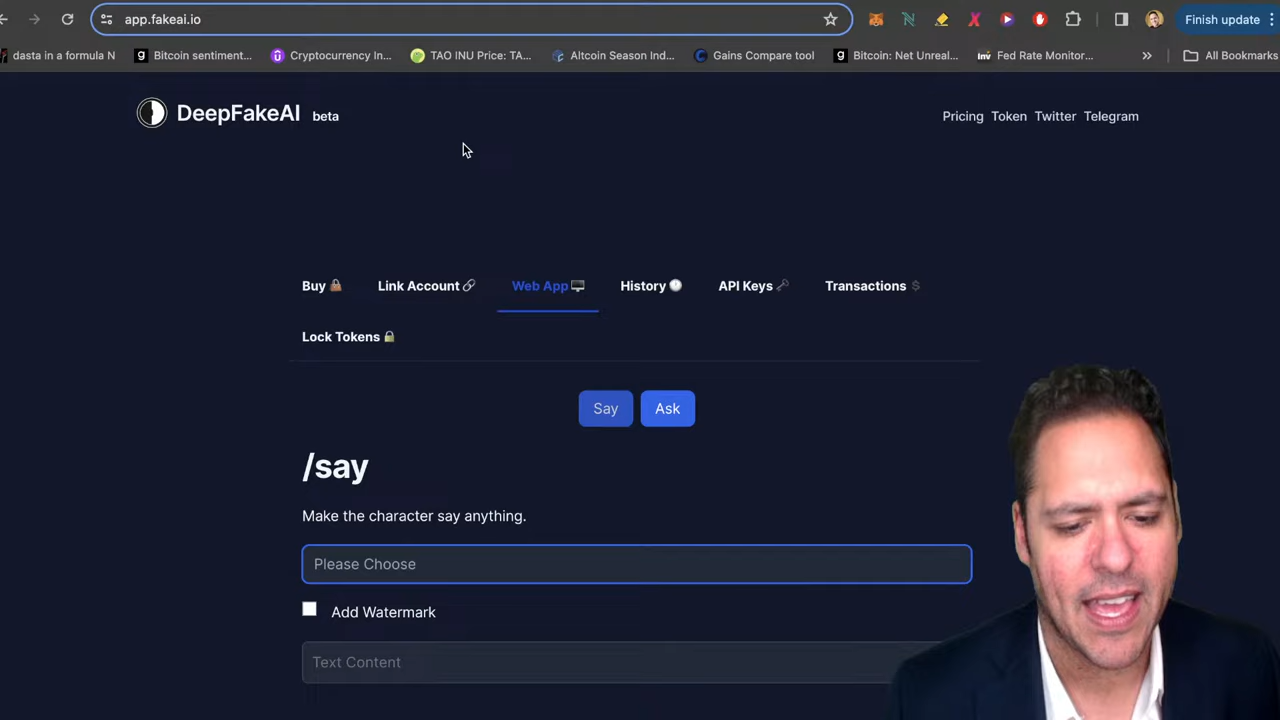 app.fakeai.io
Finish update
dasta in a formula N
Bitcoin sentiment...
Cryptocurrency In...
TAO INU Price: TA...
Altcoin Season Ind...
Gains Compare tool
Bitcoin: Net Unreal...
inv
Fed Rate Monitor...
All Bookmarks
DeepFakeAI beta
Pricing Token Twitter Telegram
Buy
Link Account
Web App
History
API Keys
Transactions
Lock Tokens
Say
Ask
/say
Make the character say anything.
Please Choose
Add Watermark
Text Content